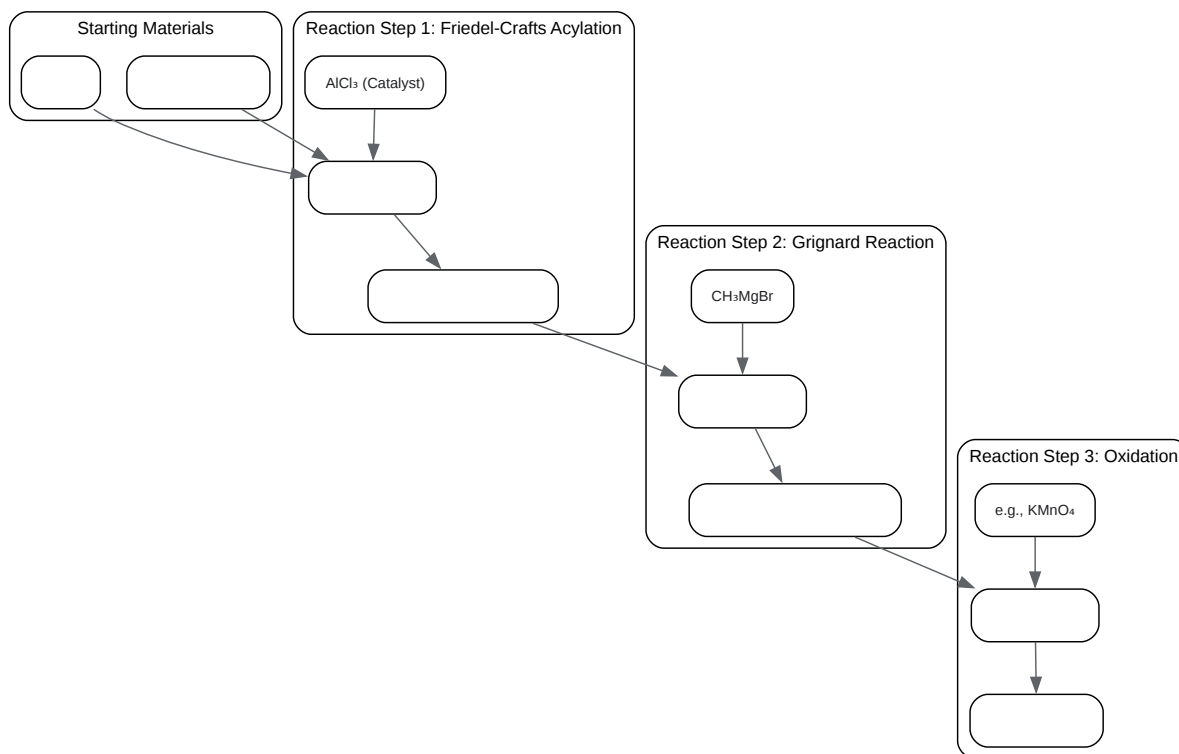 Starting Materials
Reaction Step 1: Friedel-Crafts Acylation
AlCl₃ (Catalyst)
Reaction Step 2: Grignard Reaction
CH₃MgBr
Reaction Step 3: Oxidation
e.g., KMnO₄